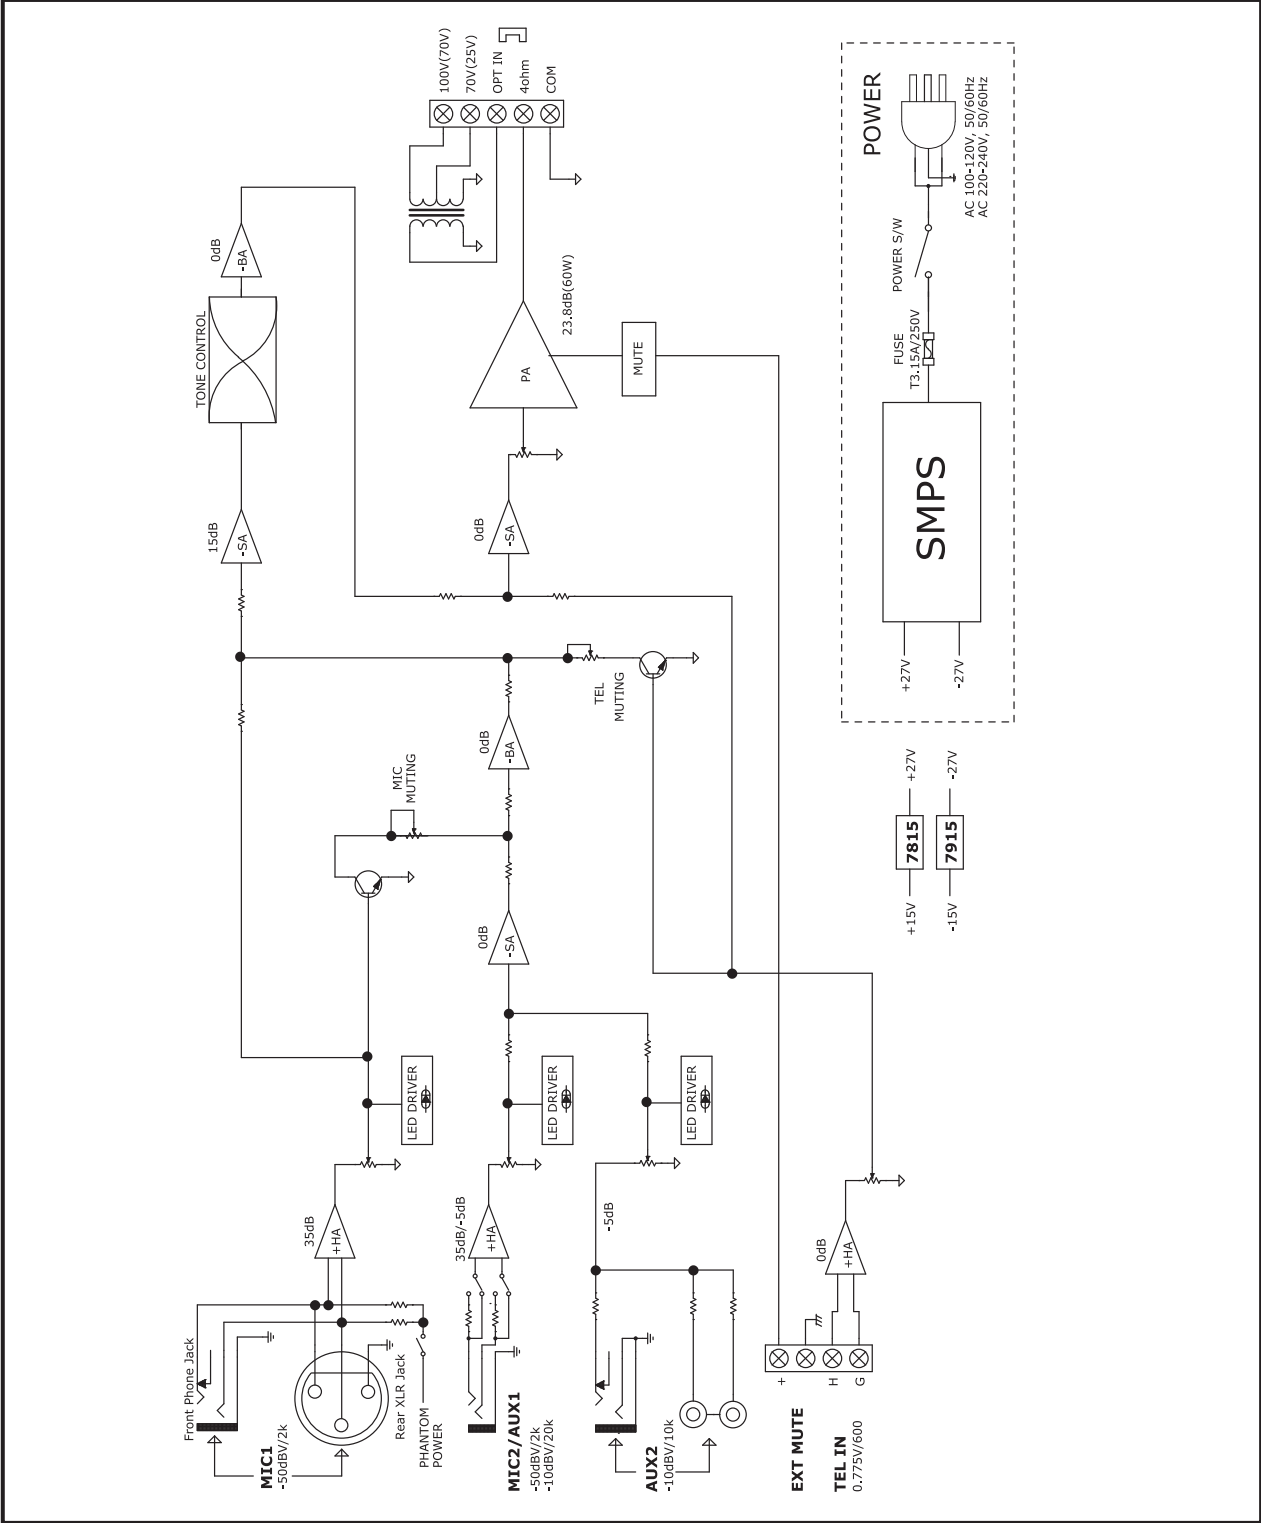 100V(70V)
70V(25V)
OPT IN
4ohm
COM
0dB
-BA
TONE CONTROL
15dB
-SA
23.8dB(60W)
PA
MUTE
0dB
-SA
POWER
AC 100-120V, 50/60Hz
AC 220-240V, 50/60Hz
POWER S/W
FUSE
T3.15A/250V
SMPS
+27V
-27V
TEL
MUTING
0dB
-BA
MIC
MUTING
0dB
-SA
7815
+27V
+15V
7915
-27V
-15V
LED DRIVER
LED DRIVER
LED DRIVER
35dB
+HA
35dB/-5dB
+HA
-5dB
0dB
+HA
Front Phone Jack
MIC1
-50dBV/2k
Rear XLR Jack
PHANTOM
POWER
MIC2/AUX1
-50dBV/2k
-10dBV/20k
AUX2
-10dBV/10k
+
H
G
EXT MUTE
TEL IN
0.775V/600